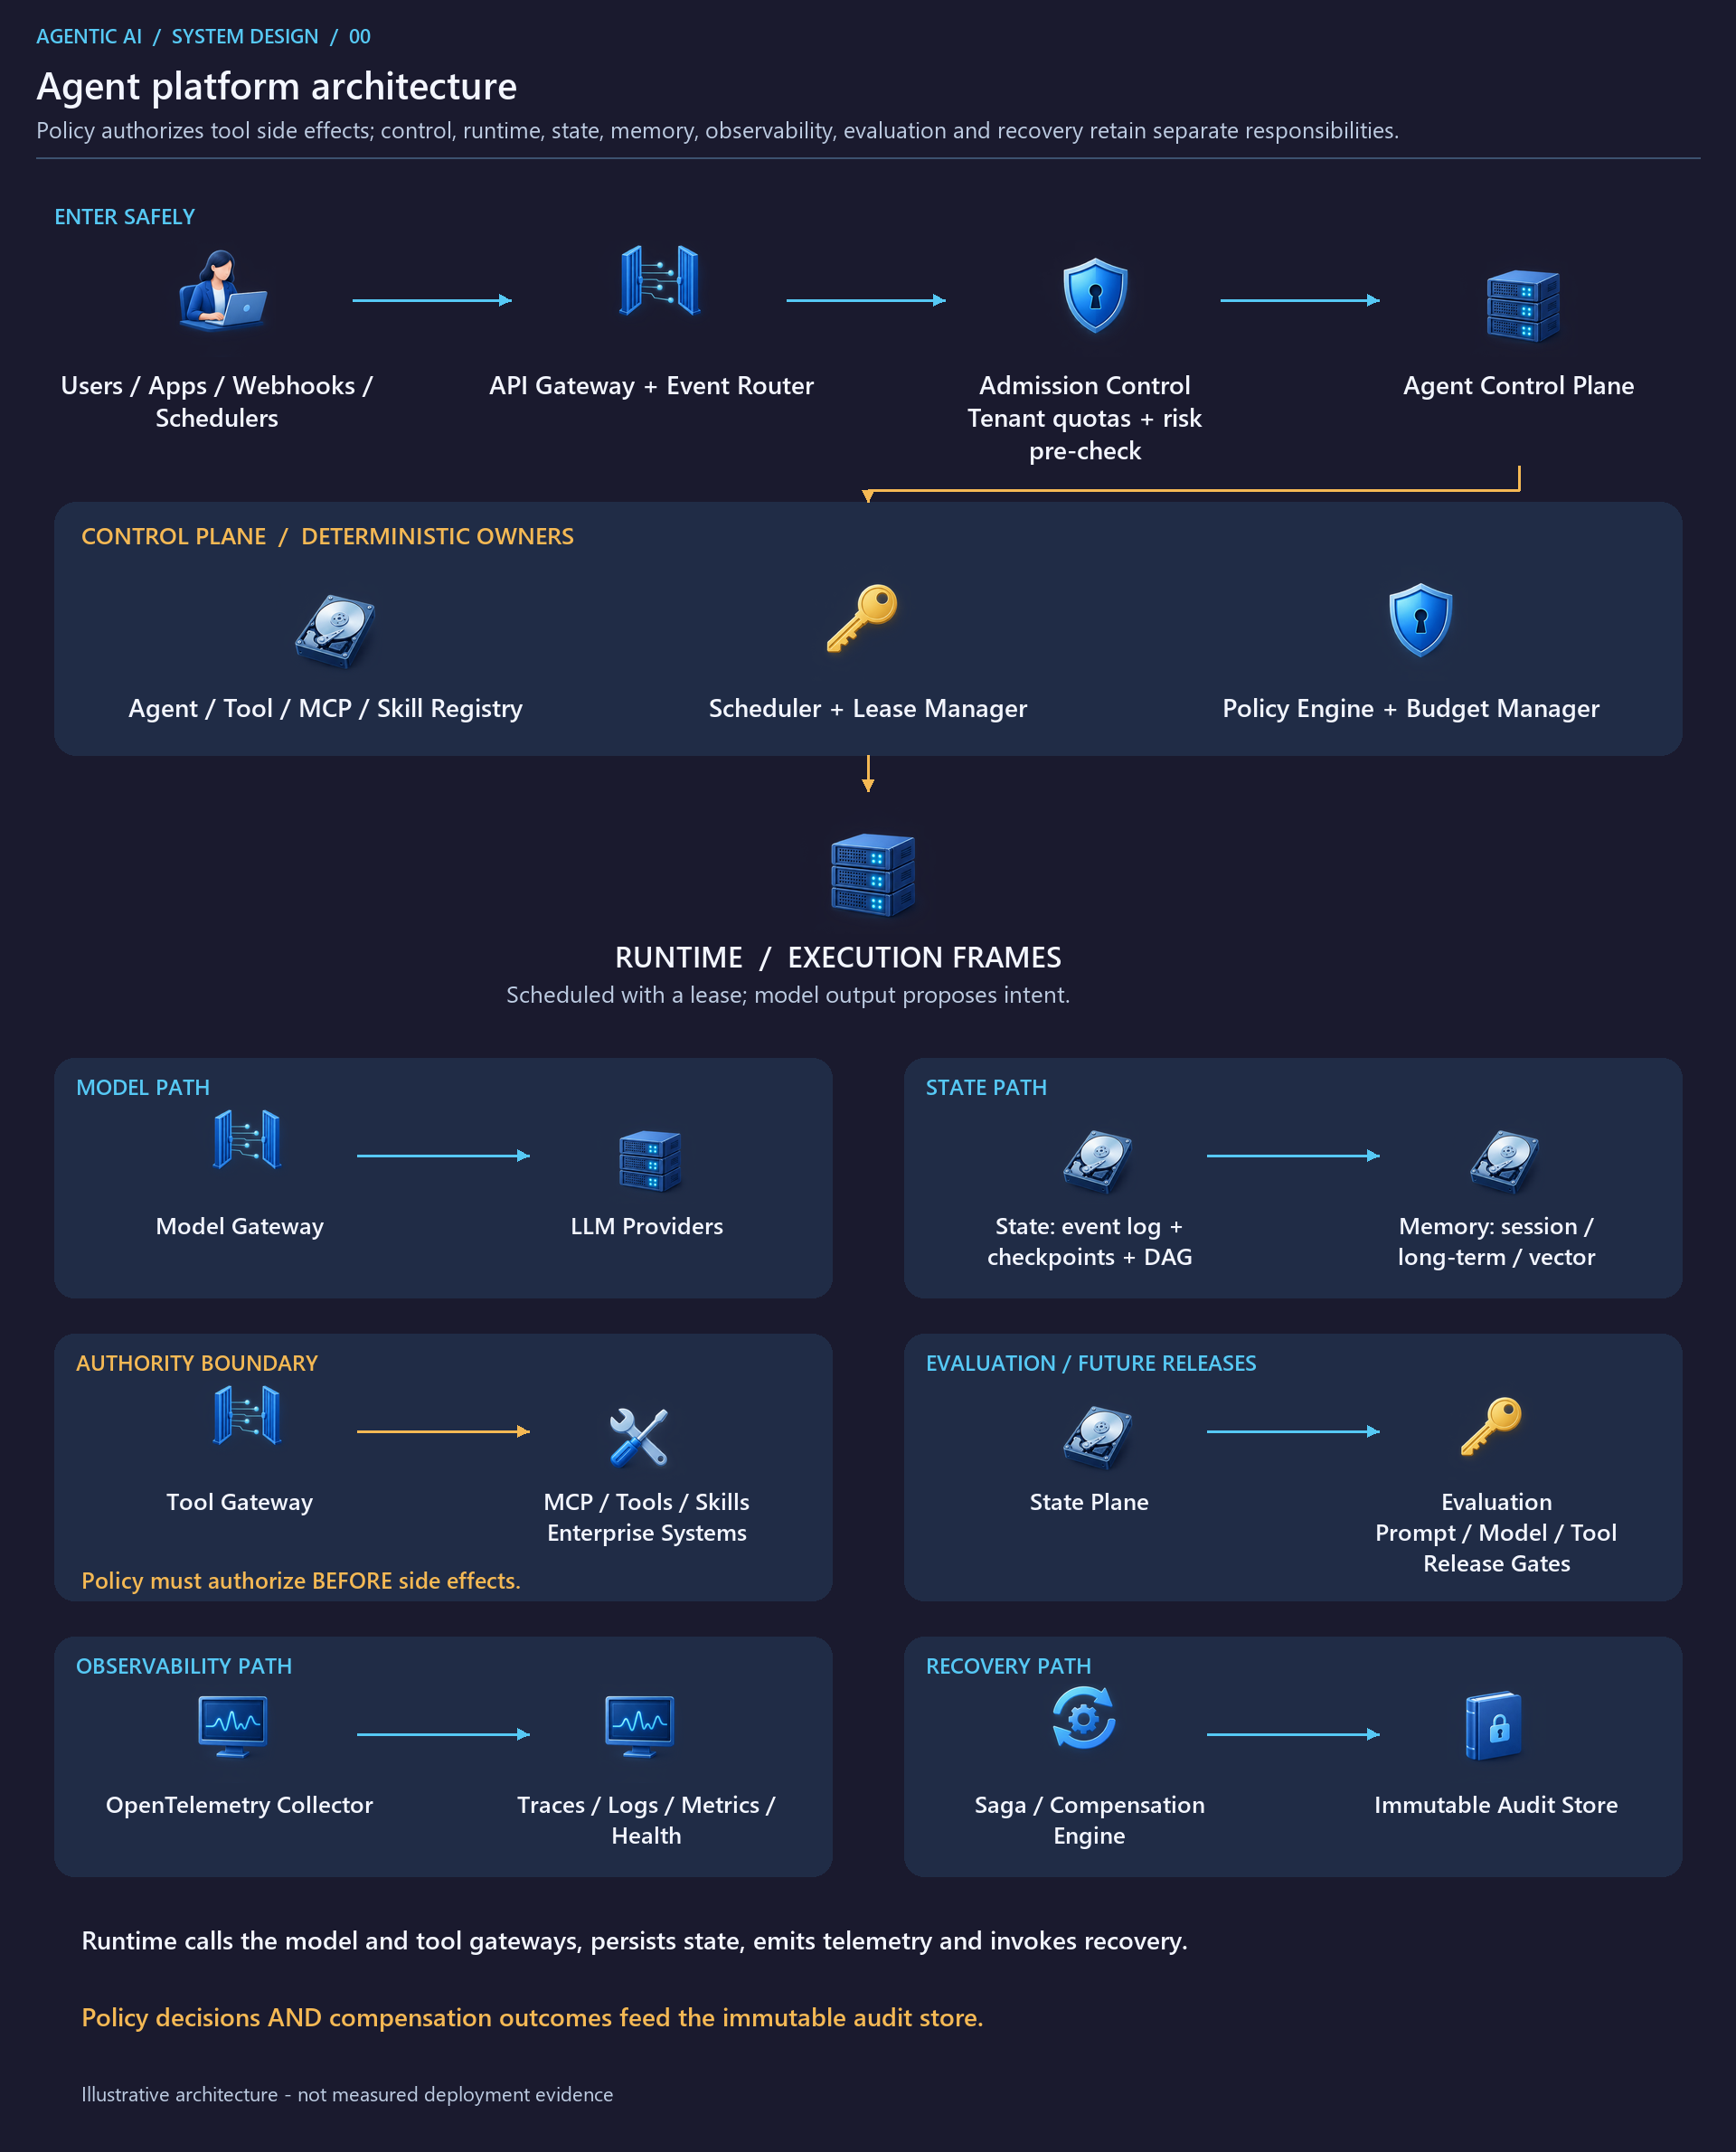 AGENTIC AI / SYSTEM DESIGN / 00
Agent platform architecture
Policy authorizes tool side effects; control, runtime, state, memory, observability, evaluation and recovery retain separate responsibilities.
ENTER SAFELY
Users / Apps / Webhooks /
Schedulers
API Gateway + Event Router
Admission Control
Tenant quotas + risk
pre-check
Agent Control Plane
CONTROL PLANE / DETERMINISTIC OWNERS
Agent / Tool / MCP / Skill Registry
Scheduler + Lease Manager
Policy Engine + Budget Manager
RUNTIME / EXECUTION FRAMES
Scheduled with a lease; model output proposes intent.
MODEL PATH
Model Gateway
LLM Providers
STATE PATH
State: event log +
checkpoints + DAG
Memory: session /
long-term / vector
AUTHORITY BOUNDARY
Tool Gateway
MCP / Tools / Skills
Enterprise Systems
Policy must authorize BEFORE side effects.
EVALUATION / FUTURE RELEASES
State Plane
Evaluation
Prompt / Model / Tool
Release Gates
OBSERVABILITY PATH
OpenTelemetry Collector
Traces / Logs / Metrics /
Health
RECOVERY PATH
Saga / Compensation
Engine
Immutable Audit Store
Runtime calls the model and tool gateways, persists state, emits telemetry and invokes recovery.
Policy decisions AND compensation outcomes feed the immutable audit store.
Illustrative architecture - not measured deployment evidence